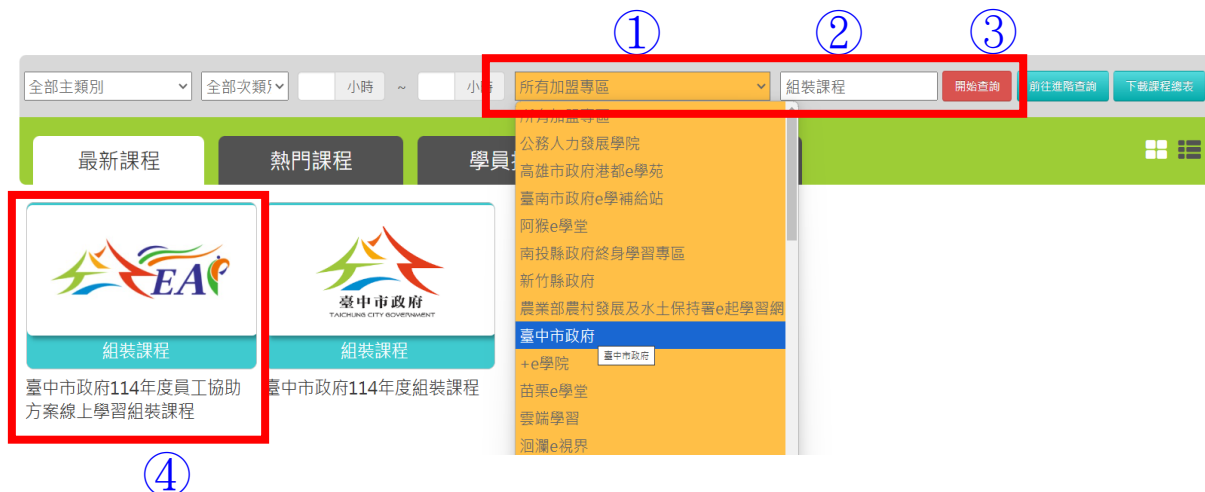 ① ② ③
全部主類別 全部次類別 小時 ~ 小時 所有加盟專區 組裝課程 開始查詢 前往進階查詢 下載課程總表
所有加盟專區
公務人力發展學院
高雄市政府港都e學苑
臺南市政府e學補給站
阿猴e學堂
南投縣政府終身學習專區
新竹縣政府
農業部農村發展及水土保持署e起學習網
臺中市政府
臺中市政府
+e學院
苗栗e學堂
雲端學習
洄瀾e視界
最新課程 熱門課程 學員
EAP
組裝課程
臺中市政府114年度員工協助
方案線上學習組裝課程
臺中市政府
TAICHUNG CITY GOVERNMENT
組裝課程
臺中市政府114年度組裝課程
④